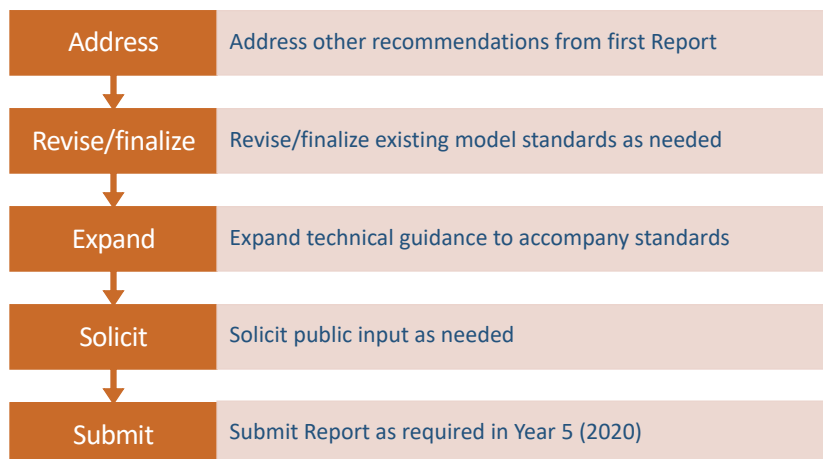 Address
Address other recommendations from first Report
Revise/finalize
Revise/finalize existing model standards as needed
Expand
Expand technical guidance to accompany standards
Solicit
Solicit public input as needed
Submit
Submit Report as required in Year 5 (2020)